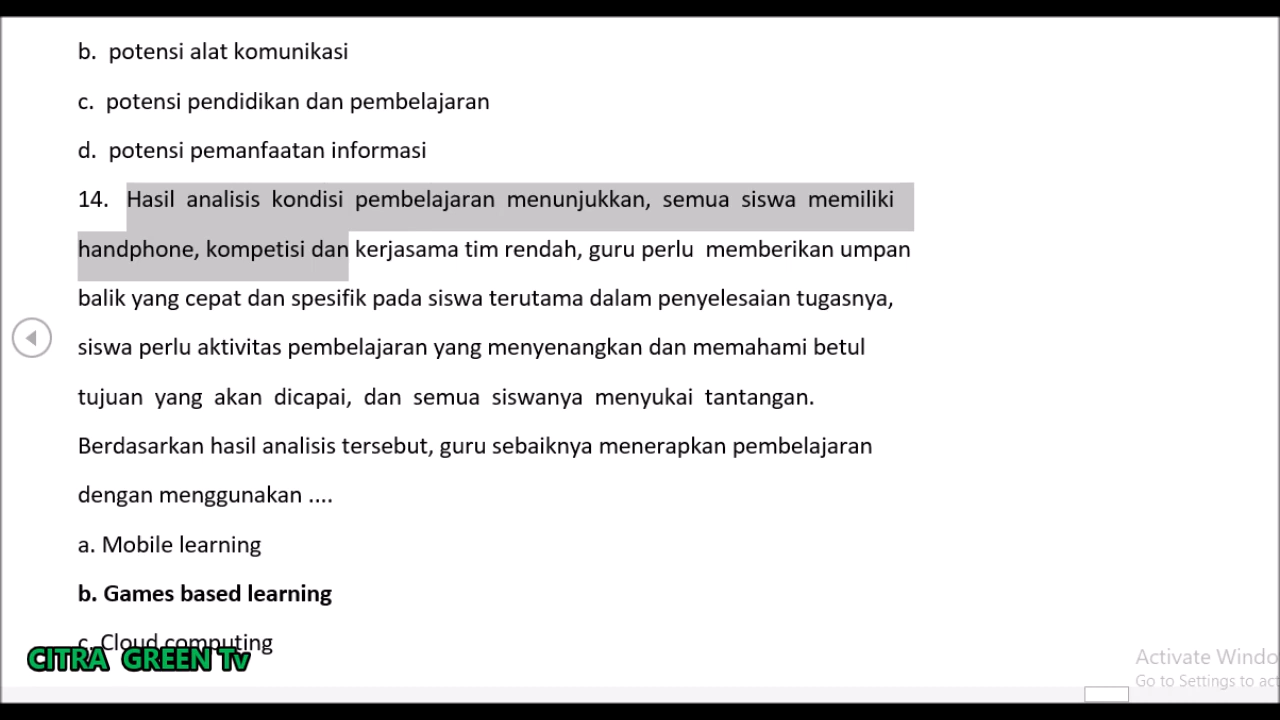 b. potensi alat komunikasi
c. potensi pendidikan dan pembelajaran
d. potensi pemanfaatan informasi
14. Hasil analisis kondisi pembelajaran menunjukkan, semua siswa memiliki
handphone, kompetisi dan kerjasama tim rendah, guru perlu memberikan umpan
balik yang cepat dan spesifik pada siswa terutama dalam penyelesaian tugasnya,
siswa perlu aktivitas pembelajaran yang menyenangkan dan memahami betul
tujuan yang akan dicapai, dan semua siswanya menyukai tantangan.
Berdasarkan hasil analisis tersebut, guru sebaiknya menerapkan pembelajaran
dengan menggunakan ....
a. Mobile learning
b. Games based learning
c. Cloud computing
CITRA GREEN Tv
Activate Windo
Go to Settings to act